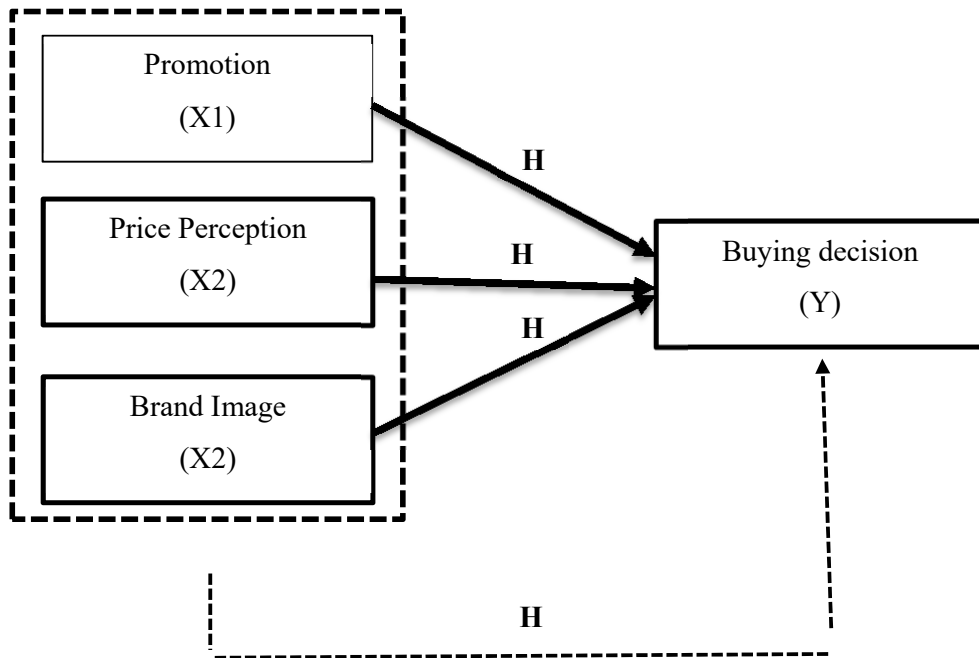 Promotion
(X1)
H
Price Perception
(X2)
H
Buying decision
(Y)
H
Brand Image
(X2)
H